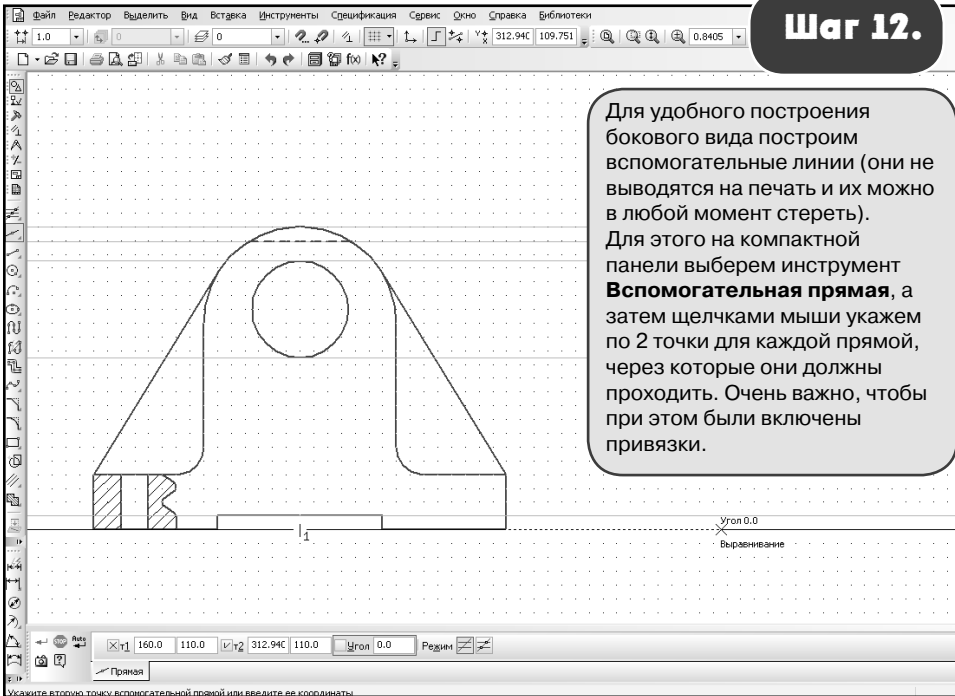 Файл Редактор Выделить Вид Вставка Инструменты Спецификация Сервис Окно Справка Библиотеки
1.0 0 0 312.940 109.751 0.8405
Шаг 12.
Для удобного построения
бокового вида построим
вспомогательные линии (они не
выводятся на печать и их можно
в любой момент стереть).
Для этого на компактной
панели выберем инструмент
Вспомогательная прямая, а
затем щелчками мыши укажем
по 2 точки для каждой прямой,
через которые они должны
проходить. Очень важно, чтобы
при этом были включены
привязки.
Угол 0.0
Выравнивание
1
STOP Auto т1 160.0 110.0 т2 312.940 110.0 Угол 0.0 Режим
Прямая
Укажите вторую точку вспомогательной прямой или введите ее координаты